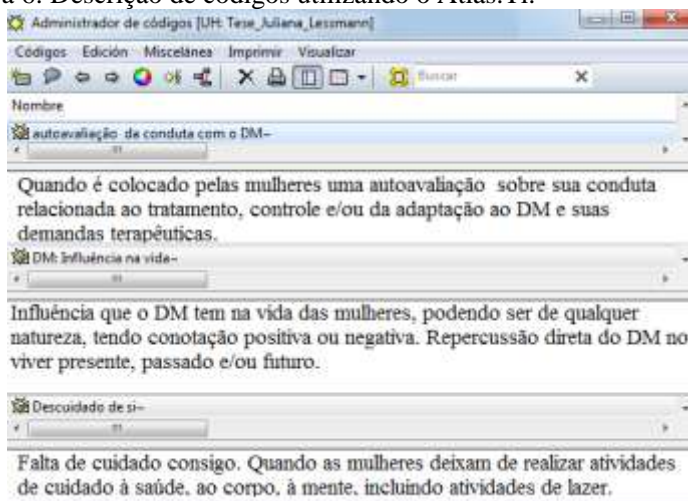 a 6. Descrição de códigos utilizando o Atlas.Ti.
Administrador de códigos [UH: Tese_Juliana_Lessmann]
Códigos Edición Miscelánea Imprimir Visualizar
Buscar
Nombre
autoavaliação da conduta com o DM~
Quando é colocado pelas mulheres uma autoavaliação sobre sua conduta
relacionada ao tratamento, controle e/ou da adaptação ao DM e suas
demandas terapêuticas.
DM: Influência na vida~
Influência que o DM tem na vida das mulheres, podendo ser de qualquer
natureza, tendo conotação positiva ou negativa. Repercussão direta do DM no
viver presente, passado e/ou futuro.
Descuidado de si~
Falta de cuidado consigo. Quando as mulheres deixam de realizar atividades
de cuidado à saúde, ao corpo, à mente, incluindo atividades de lazer.